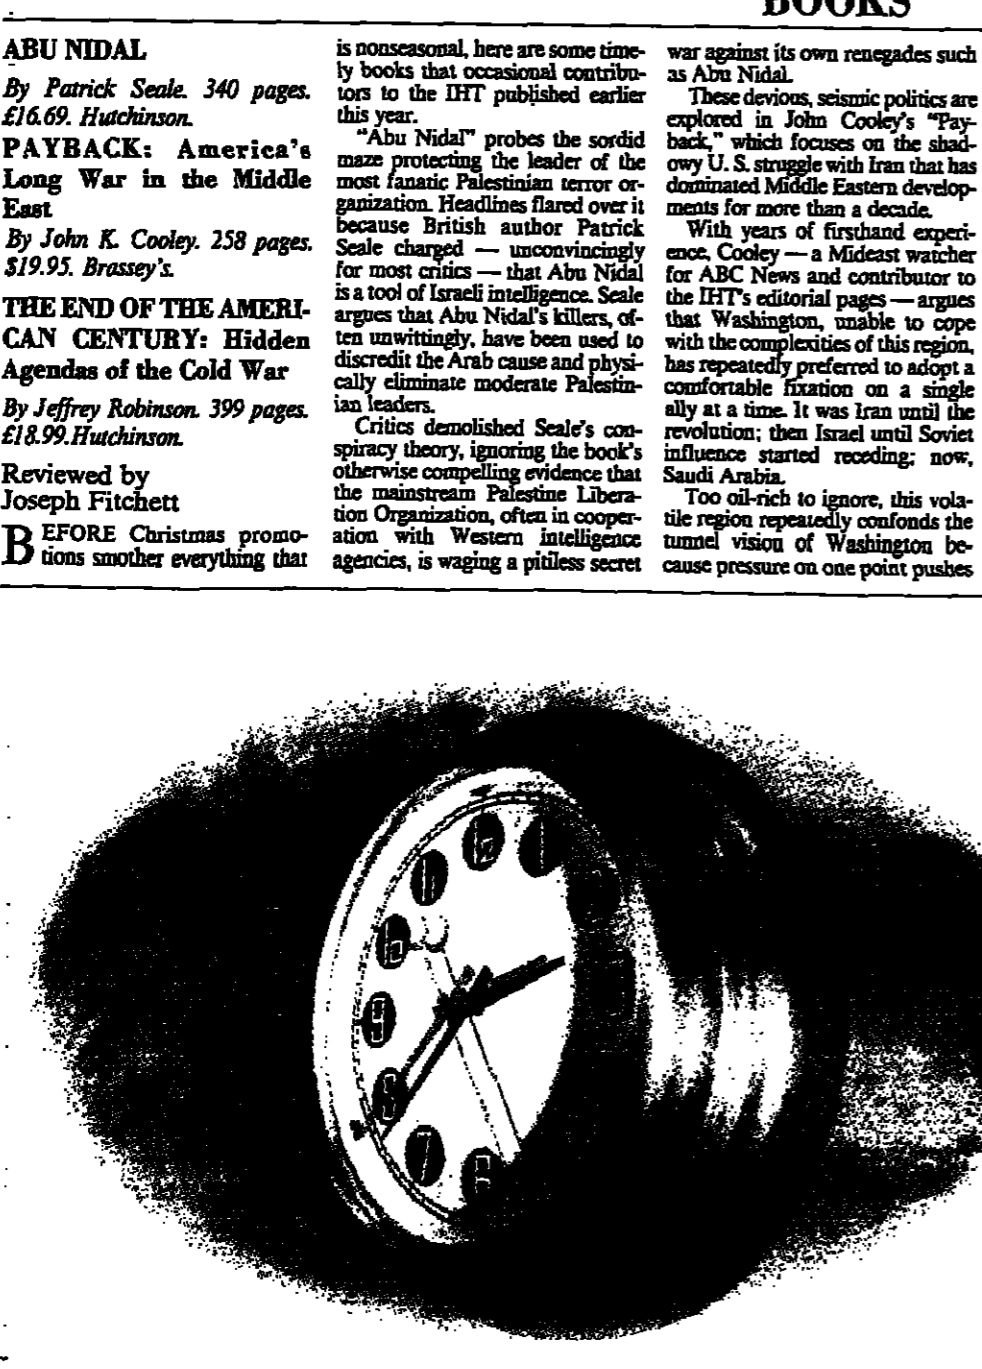 BOOKS
ABU NIDAL
By Patrick Seale. 340 pages.
£16.69. Hutchinson.
PAYBACK: America's
Long War in the Middle
East
By John K. Cooley. 258 pages.
$19.95. Brassey's.
THE END OF THE AMERI-
CAN CENTURY: Hidden
Agendas of the Cold War
By Jeffrey Robinson. 399 pages.
£18.99.Hutchinson.
Reviewed by
Joseph Fitchett
BEFORE Christmas promo-
tions smother everything that
is nonseasonal, here are some time-
ly books that occasional contribu-
tors to the IHT published earlier
this year.
"Abu Nidal" probes the sordid
maze protecting the leader of the
most fanatic Palestinian terror or-
ganization. Headlines flared over it
because British author Patrick
Seale charged — unconvincingly
for most critics — that Abu Nidal
is a tool of Israeli intelligence. Seale
argues that Abu Nidal's killers, of-
ten unwittingly, have been used to
discredit the Arab cause and physi-
cally eliminate moderate Palestin-
ian leaders.
Critics demolished Seale's con-
spiracy theory, ignoring the book's
otherwise compelling evidence that
the mainstream Palestine Libera-
tion Organization, often in cooper-
ation with Western intelligence
agencies, is waging a pitiless secret
war against its own renegades such
as Abu Nidal.
These devious, seismic politics are
explored in John Cooley's "Pay-
back," which focuses on the shad-
owy U. S. struggle with Iran that has
dominated Middle Eastern develop-
ments for more than a decade.
With years of firsthand experi-
ence, Cooley — a Mideast watcher
for ABC News and contributor to
the IHT's editorial pages — argues
that Washington, unable to cope
with the complexities of this region,
has repeatedly preferred to adopt a
comfortable fixation on a single
ally at a time. It was Iran until the
revolution; then Israel until Soviet
influence started receding; now,
Saudi Arabia.
Too oil-rich to ignore, this vola-
tile region repeatedly confonds the
tunnel vision of Washington be-
cause pressure on one point pushes